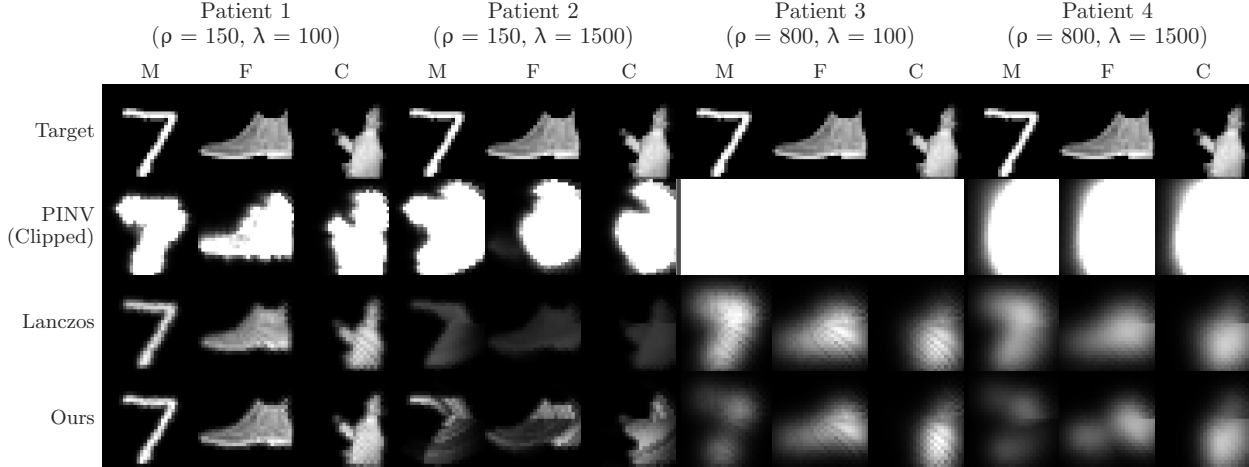 Patient 1 Patient 2 Patient 3 Patient 4
(ρ = 150, λ = 100) (ρ = 150, λ = 1500) (ρ = 800, λ = 100) (ρ = 800, λ = 1500)
M F C M F C M F C M F C
Target
PINV
(Clipped)
Lanczos
Ours